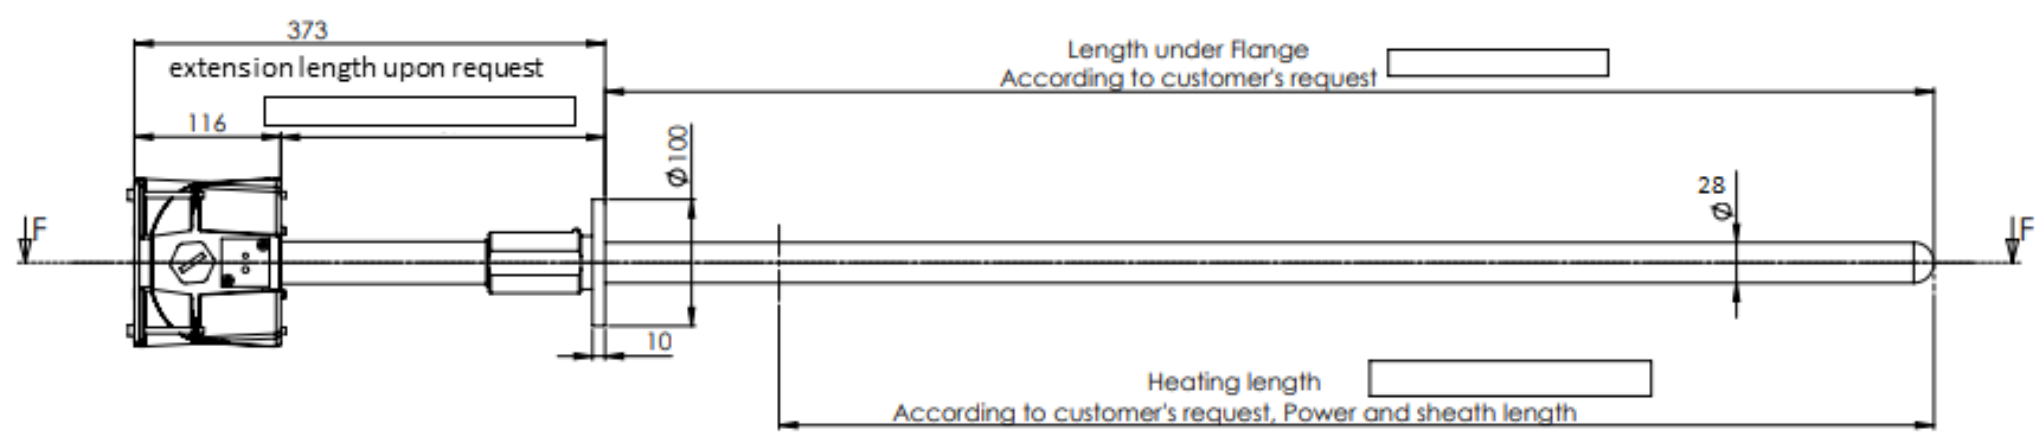 373
extension length upon request
116
Length under Flange
According to customer's request
Ø100
28
Ø
F
F
10
Heating length
According to customer's request, Power and sheath length